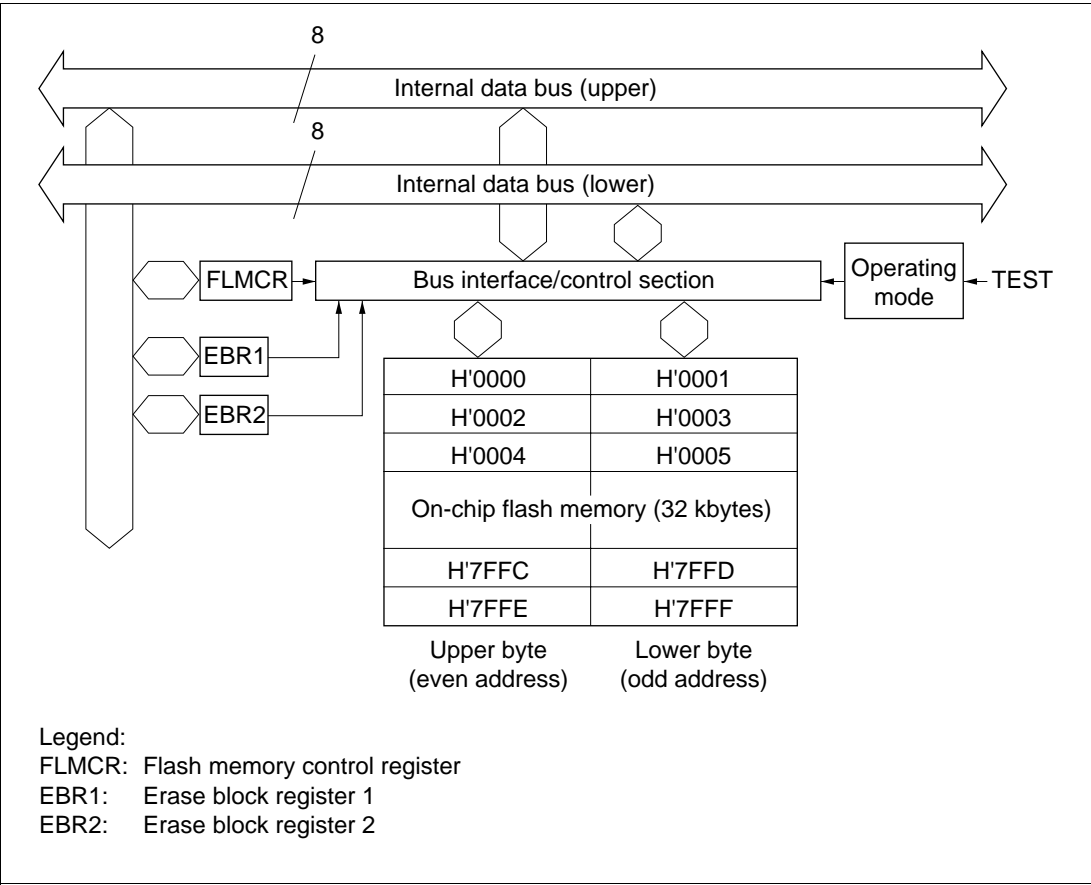 8
Internal data bus (upper)
8
Internal data bus (lower)
FLMCR
Bus interface/control section
Operating
mode
TEST
EBR1
EBR2
H'0000 H'0001
H'0002 H'0003
H'0004 H'0005
On-chip flash memory (32 kbytes)
H'7FFC H'7FFD
H'7FFE H'7FFF
Upper byte Lower byte
(even address) (odd address)
Legend:
FLMCR: Flash memory control register
EBR1: Erase block register 1
EBR2: Erase block register 2